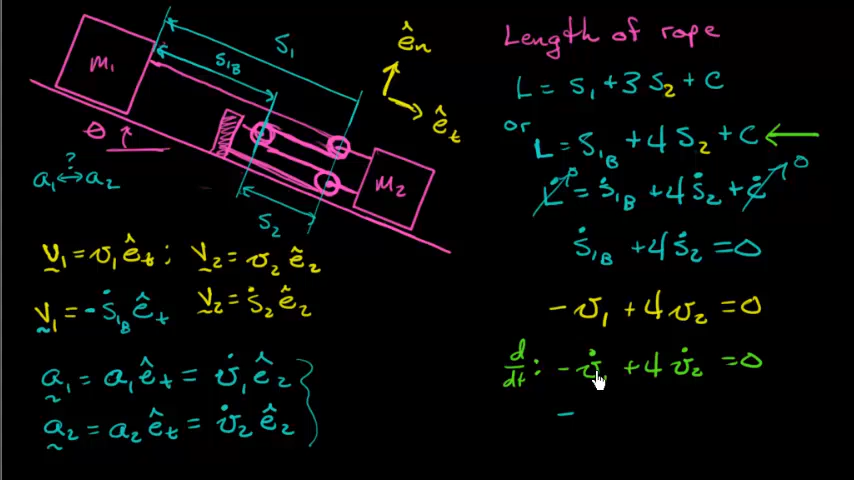 m₁
S₁
S₁B
ê_n
ê_t
θ
m₂
S₂
a₁ ?↔ a₂
v₁ = v₁ ê_t ; v₂ = v₂ ê₂
v₁ = -ṡ₁B ê_t v₂ = ṡ₂ ê₂
a₁ = a₁ ê_t = v̇₁ ê₂
a₂ = a₂ ê_t = v̇₂ ê₂
Length of rope
L = S₁ + 3 S₂ + C
or
L = S₁B + 4 S₂ + C
L̇ 0 = ṡ₁B + 4 ṡ₂ + ċ 0
ṡ₁B + 4 ṡ₂ = 0
-v₁ + 4 v₂ = 0
d/dt : -v̇₁ + 4 v̇₂ = 0
-